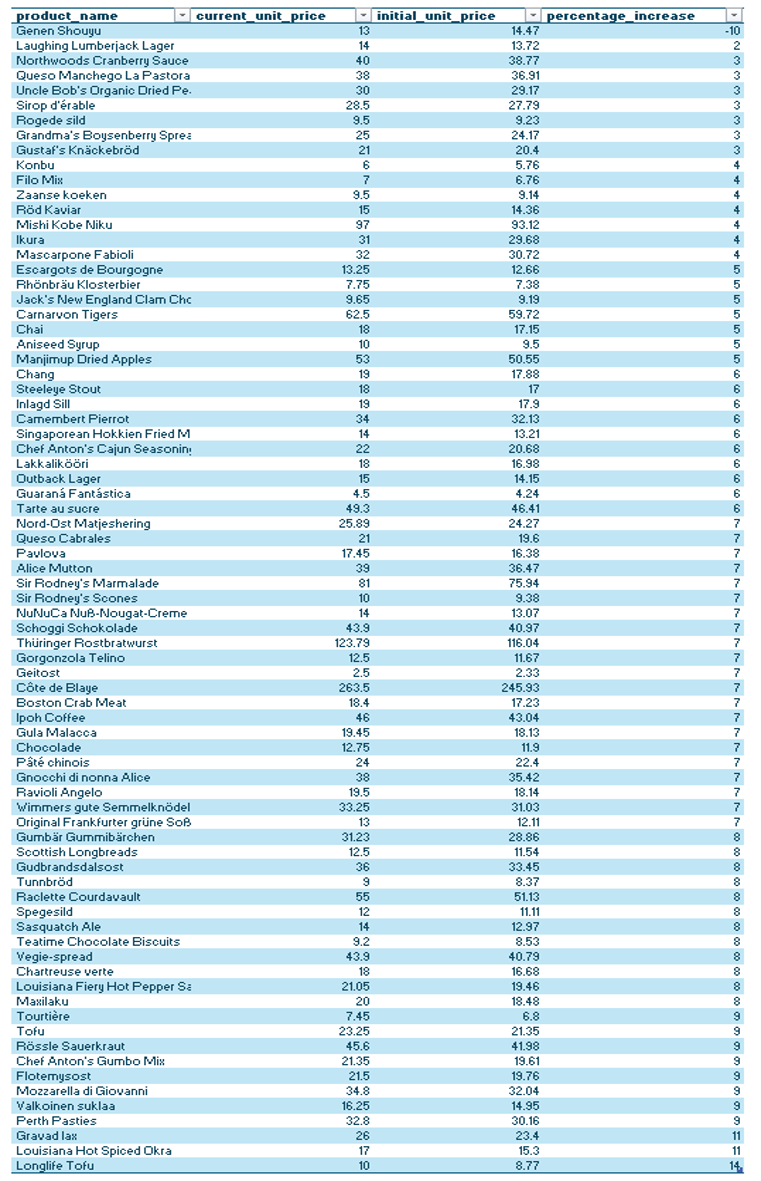 product_name current_unit_price initial_unit_price percentage_increase
Genen Shouyu 13 14.47 -10
Laughing Lumberjack Lager 14 13.72 2
Northwoods Cranberry Sauce 40 38.77 3
Queso Manchego La Pastora 38 36.91 3
Uncle Bob's Organic Dried Pe 30 29.17 3
Sirop d'érable 28.5 27.79 3
Rogede sild 9.5 9.23 3
Grandma's Boysenberry Sprea 25 24.17 3
Gustaf's Knäckebröd 21 20.4 3
Konbu 6 5.76 4
Filo Mix 7 6.76 4
Zaanse koeken 9.5 9.14 4
Röd Kaviar 15 14.36 4
Mishi Kobe Niku 97 93.12 4
Ikura 31 29.68 4
Mascarpone Fabioli 32 30.72 4
Escargots de Bourgogne 13.25 12.66 5
Rhönbräu Klosterbier 7.75 7.38 5
Jack's New England Clam Cho 9.65 9.19 5
Carnarvon Tigers 62.5 59.72 5
Chai 18 17.15 5
Aniseed Syrup 10 9.5 5
Manjimup Dried Apples 53 50.55 5
Chang 19 17.88 6
Steeleye Stout 18 17 6
Inlagd Sill 19 17.9 6
Camembert Pierrot 34 32.13 6
Singaporean Hokkien Fried M 14 13.21 6
Chef Anton's Cajun Seasoning 22 20.68 6
Lakkalikööri 18 16.98 6
Outback Lager 15 14.15 6
Guaraná Fantástica 4.5 4.24 6
Tarte au sucre 49.3 46.41 6
Nord-Ost Matjeshering 25.89 24.27 7
Queso Cabrales 21 19.6 7
Pavlova 17.45 16.38 7
Alice Mutton 39 36.47 7
Sir Rodney's Marmalade 81 75.94 7
Sir Rodney's Scones 10 9.38 7
NuNuCa Nuß-Nougat-Creme 14 13.07 7
Schoggi Schokolade 43.9 40.97 7
Thüringer Rostbratwurst 123.79 116.04 7
Gorgonzola Telino 12.5 11.67 7
Geitost 2.5 2.33 7
Côte de Blaye 263.5 245.93 7
Boston Crab Meat 18.4 17.23 7
Ipoh Coffee 46 43.04 7
Gula Malacca 19.45 18.13 7
Chocolade 12.75 11.9 7
Pâté chinois 24 22.4 7
Gnocchi di nonna Alice 38 35.42 7
Ravioli Angelo 19.5 18.14 7
Wimmers gute Semmelknödel 33.25 31.03 7
Original Frankfurter grüne Soß 13 12.11 7
Gumbär Gummibärchen 31.23 28.86 8
Scottish Longbreads 12.5 11.54 8
Gudbrandsdalsost 36 33.45 8
Tunnbröd 9 8.37 8
Raclette Courdavault 55 51.13 8
Spegesild 12 11.11 8
Sasquatch Ale 14 12.97 8
Teatime Chocolate Biscuits 9.2 8.53 8
Vegie-spread 43.9 40.79 8
Chartreuse verte 18 16.68 8
Louisiana Fiery Hot Pepper Sa 21.05 19.46 8
Maxilaku 20 18.48 8
Tourtière 7.45 6.8 9
Tofu 23.25 21.35 9
Rössle Sauerkraut 45.6 41.98 9
Chef Anton's Gumbo Mix 21.35 19.61 9
Flotemysost 21.5 19.76 9
Mozzarella di Giovanni 34.8 32.04 9
Valkoinen suklaa 16.25 14.95 9
Perth Pasties 32.8 30.16 9
Gravad lax 26 23.4 11
Louisiana Hot Spiced Okra 17 15.3 11
Longlife Tofu 10 8.77 14